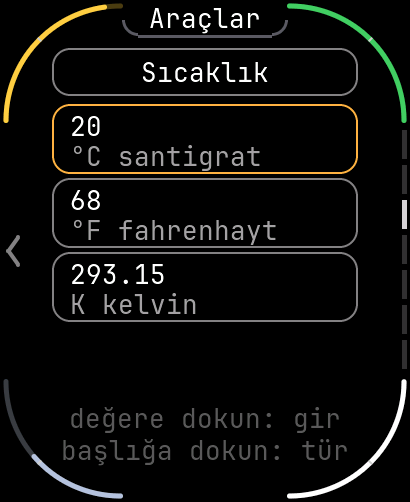 Araçlar
Sıcaklık
20
°C santigrat
68
°F fahrenhayt
293.15
K kelvin
değere dokun: gir
başlığa dokun: tür